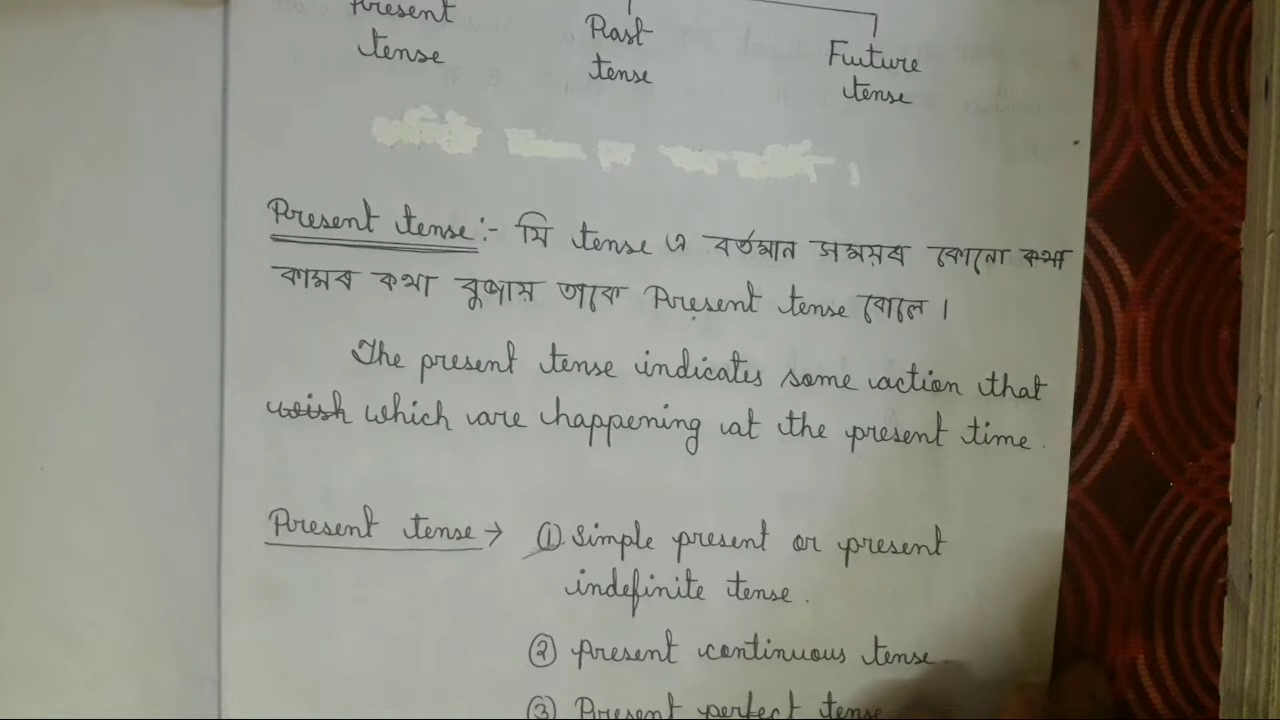 Present Past Future
tense tense tense
Present tense:- যি tense এ বৰ্তমান সময়ৰ কোনো কথা
কামৰ কথা বুজায় তাকে Present tense বোলে।
The present tense indicates some action that
wish which are happening at the present time.
Present tense → ① Simple present or present
indefinite tense.
② Present continuous tense.
③ Present perfect tense